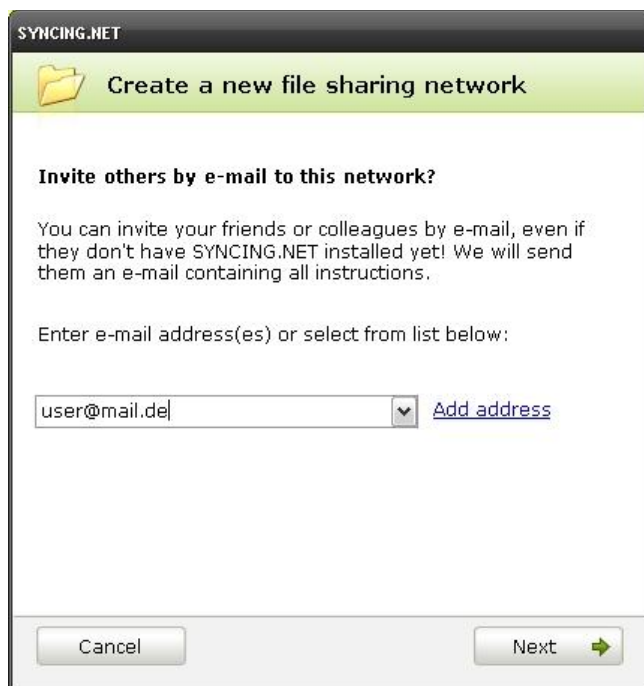 SYNCING.NET
Create a new file sharing network
Invite others by e-mail to this network?
You can invite your friends or colleagues by e-mail, even if
they don't have SYNCING.NET installed yet! We will send
them an e-mail containing all instructions.
Enter e-mail address(es) or select from list below:
user@mail.de Add address
Cancel Next